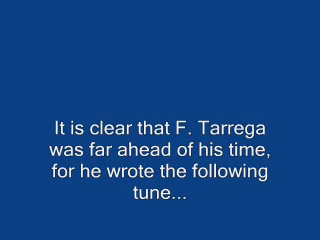 It is clear that F. Tarrega
was far ahead of his time,
for he wrote the following
tune...